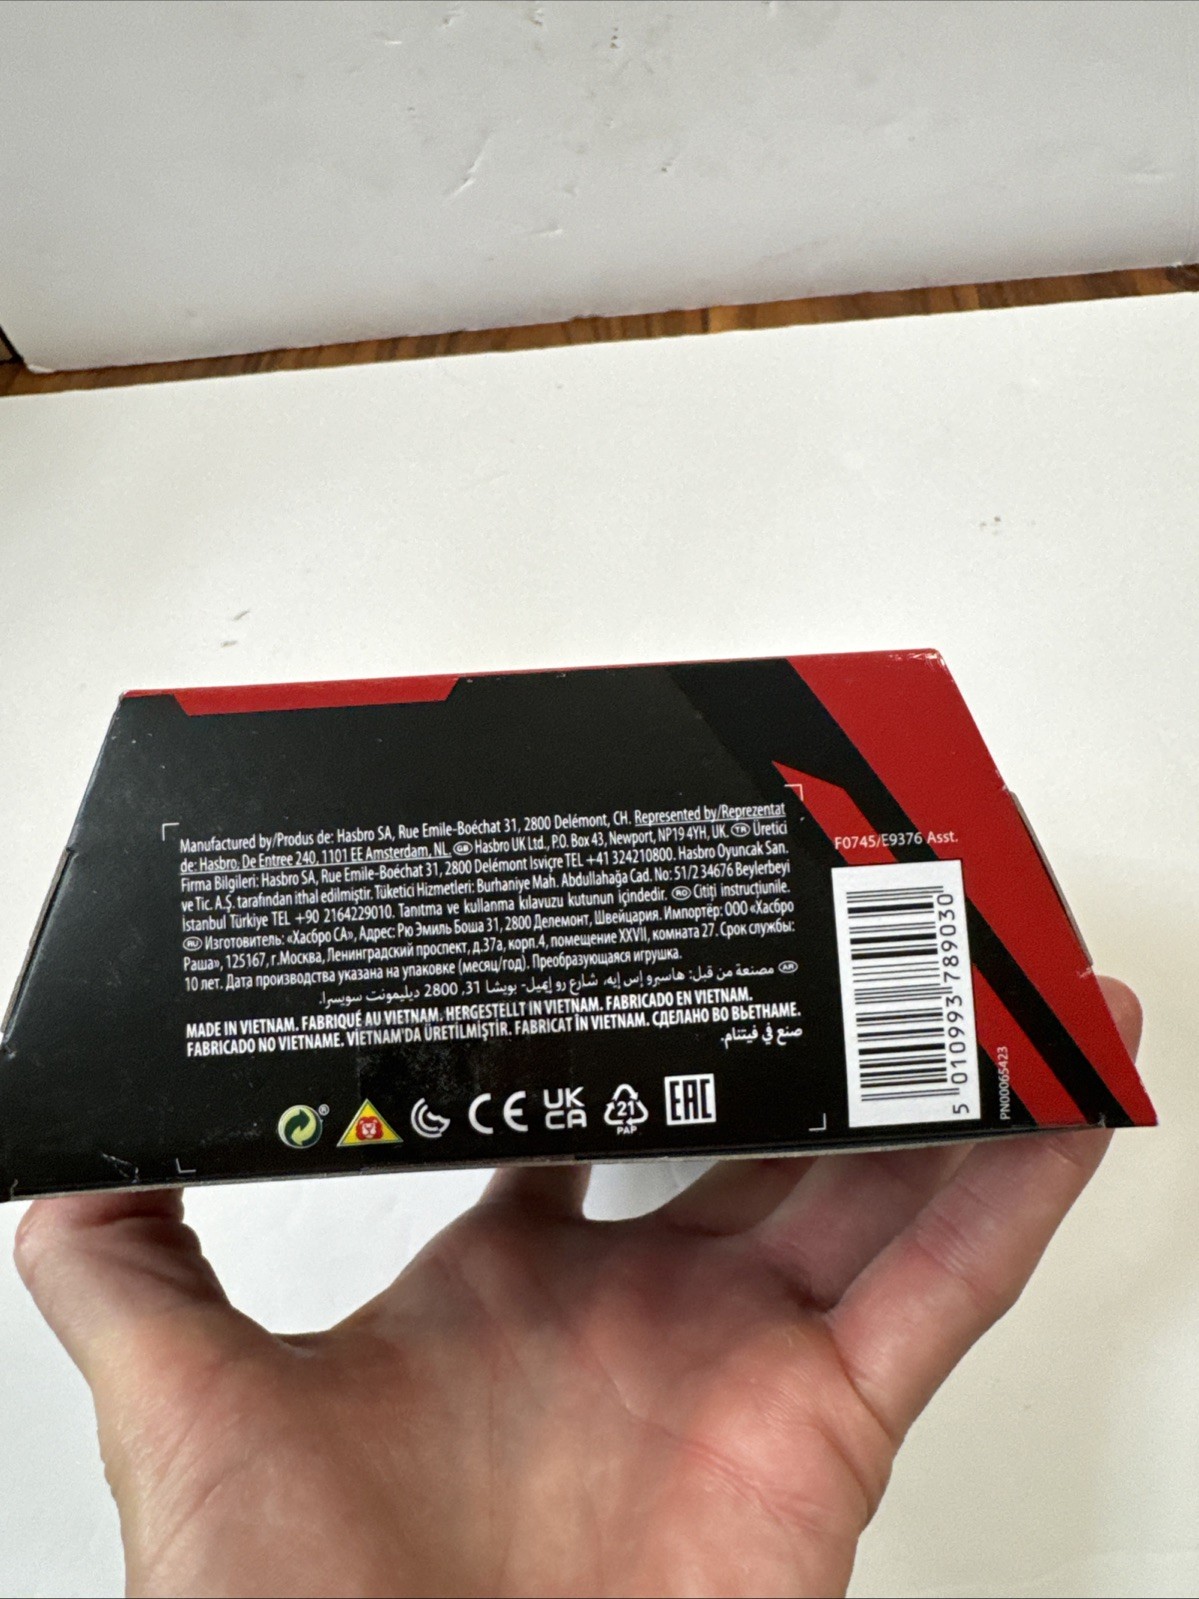 Manufactured by/Produs de: Hasbro SA, Rue Emile-Boéchat 31, 2800 Delémont, CH. Represented by/Reprezentat
de: Hasbro, De Entree 240, 1101 EE Amsterdam, NL. GB Hasbro UK Ltd., P.O. Box 43, Newport, NP19 4YH, UK. TR Üretici
Firma Bilgileri: Hasbro SA, Rue Emile-Boéchat 31, 2800 Delémont İsviçre TEL +41 324210800. Hasbro Oyuncak San.
ve Tic. A.Ş. tarafından ithal edilmiştir. Tüketici Hizmetleri: Burhaniye Mah. Abdullahağa Cad. No: 51/2 34676 Beylerbeyi
İstanbul Türkiye TEL +90 2164229010. Tanıtma ve kullanma kılavuzu kutunun içindedir. RO Citiți instrucțiunile.
RU Изготовитель: «Хасбро СА», Адрес: Рю Эмиль Боша 31, 2800 Делемонт, Швейцария. Импортёр: ООО «Хасбро
Раша», 125167, г.Москва, Ленинградский проспект, д.37а, корп.4, помещение XXVII, комната 27. Срок службы:
10 лет. Дата производства указана на упаковке (месяц/год). Преобразующаяся игрушка.
AR مصنعة من قبل: هاسبرو إس إيه، شارع رو إيميل- بويشا 31, 2800 ديليمونت سويسرا.
MADE IN VIETNAM. FABRIQUÉ AU VIETNAM. HERGESTELLT IN VIETNAM. FABRICADO EN VIETNAM.
FABRICADO NO VIETNAME. VİETNAM'DA ÜRETİLMİŞTİR. FABRICAT ÎN VIETNAM. СДЕЛАНО ВО ВЬЕТНАМЕ.
صنع في فيتنام.
® CE UK CA 21 PAP EAC
F0745/E9376 Asst.
5 010993 789030
PN00065423